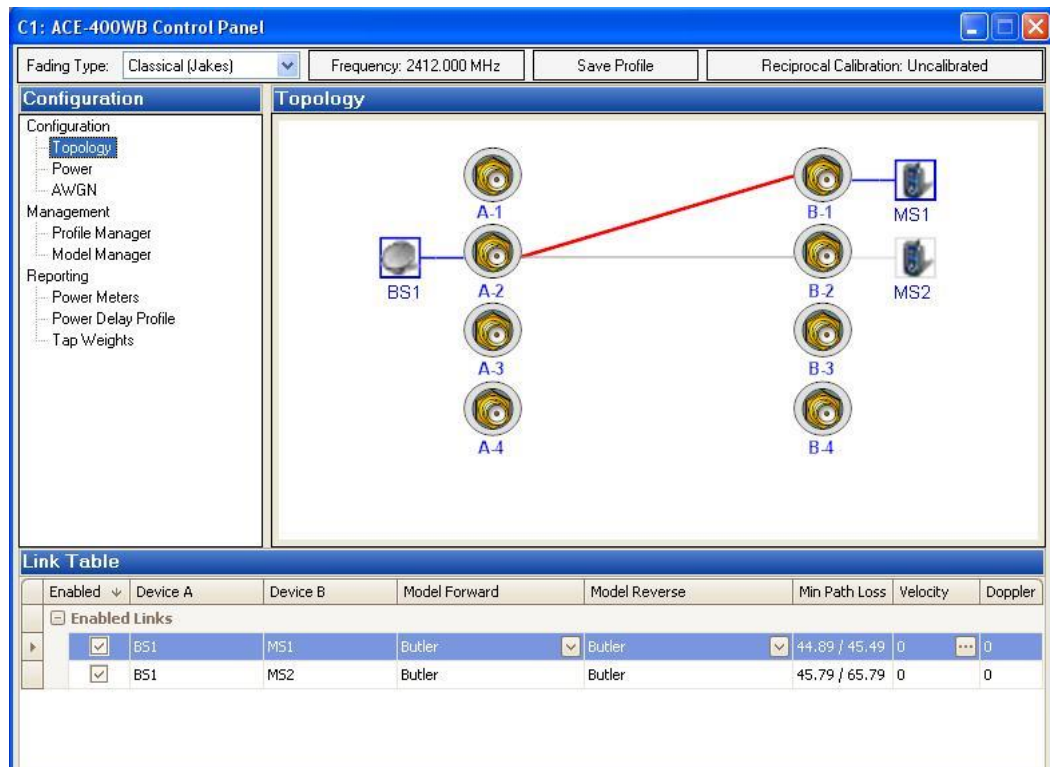 C1: ACE-400WB Control Panel
Fading Type: Classical (Jakes) Frequency: 2412.000 MHz Save Profile Reciprocal Calibration: Uncalibrated
Configuration
Configuration
Topology
Power
AWGN
Management
Profile Manager
Model Manager
Reporting
Power Meters
Power Delay Profile
Tap Weights
Topology
A-1 B-1 MS1
BS1 A-2 B-2 MS2
A-3 B-3
A-4 B-4
Link Table
Enabled Device A Device B Model Forward Model Reverse Min Path Loss Velocity Doppler
Enabled Links
BS1 MS1 Butler Butler 44.89 / 45.49 0 ... 0
BS1 MS2 Butler Butler 45.79 / 65.79 0 0